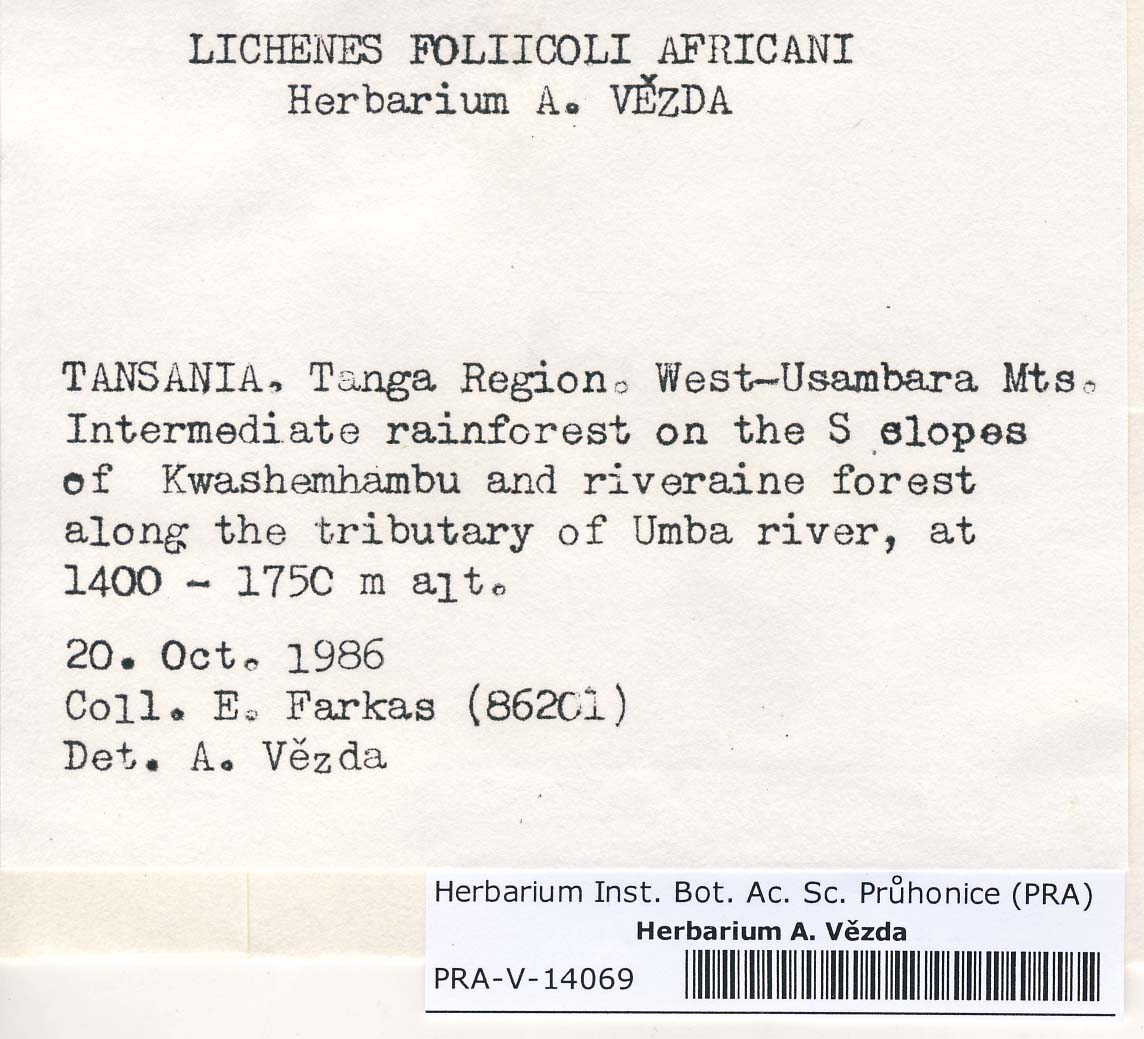 LICHENES FOLIICOLI AFRICANI
Herbarium A. VĚZDA
TANSANIA. Tanga Region. West-Usambara Mts.
Intermediate rainforest on the S slopes
of Kwashemhambu and riveraine forest
along the tributary of Umba river, at
1400 - 1750 m alt.
20. Oct. 1986
Coll. E. Farkas (86201)
Det. A. Vězda
Herbarium Inst. Bot. Ac. Sc. Průhonice (PRA)
Herbarium A. Vězda
PRA-V-14069